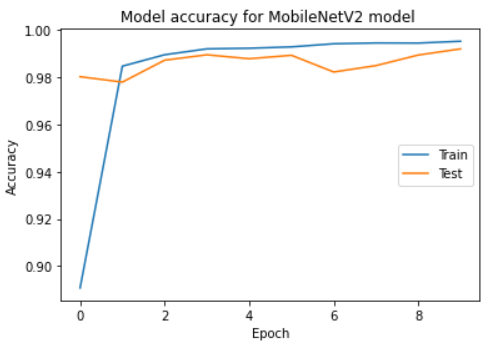 Model accuracy for MobileNetV2 model
1.00
0.98
0.96
0.94
0.92
0.90
Accuracy
Train
Test
0 2 4 6 8
Epoch